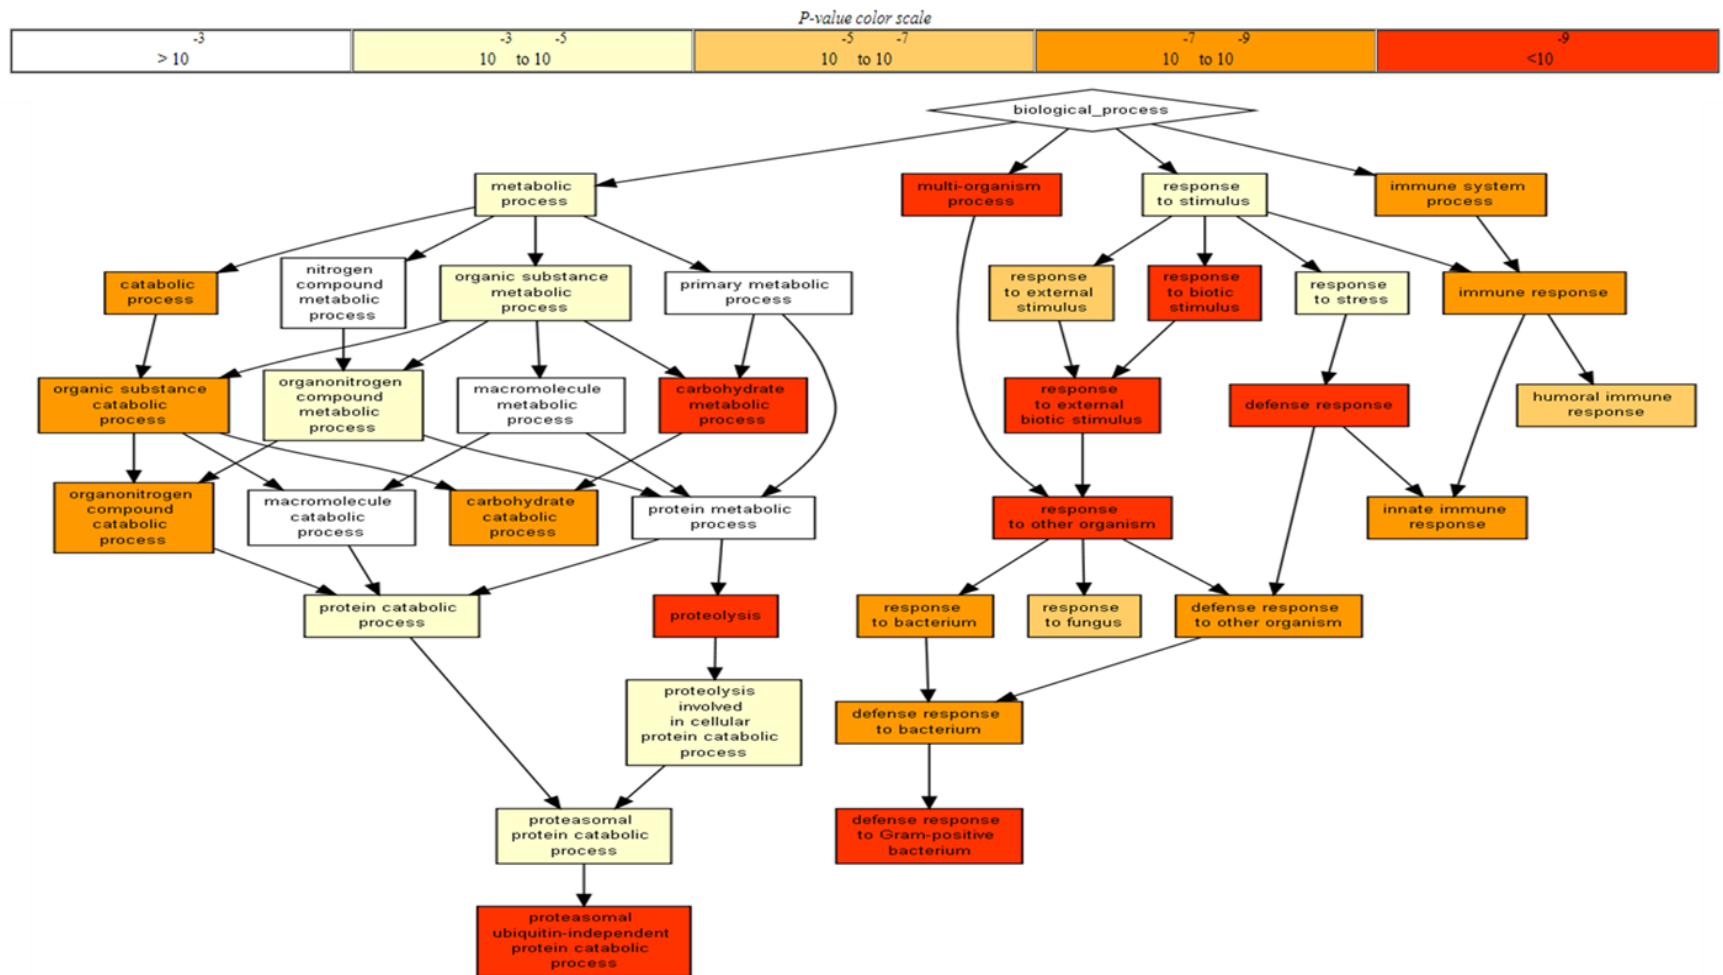 P-value color scale
> 10 -3
10 -3 to 10 -5
10 -5 to 10 -7
10 -7 to 10 -9
<10 -9
biological_process
metabolic
process
multi-organism
process
response
to stimulus
immune system
process
catabolic
process
nitrogen
compound
metabolic
process
organic substance
metabolic
process
primary metabolic
process
response
to external
stimulus
response
to biotic
stimulus
response
to stress
immune response
organic substance
catabolic
process
organonitrogen
compound
metabolic
process
macromolecule
metabolic
process
carbohydrate
metabolic
process
response
to external
biotic stimulus
defense response
humoral immune
response
organonitrogen
compound
catabolic
process
macromolecule
catabolic
process
carbohydrate
catabolic
process
protein metabolic
process
response
to other organism
innate immune
response
protein catabolic
process
proteolysis
response
to bacterium
response
to fungus
defense response
to other organism
proteolysis
involved
in cellular
protein catabolic
process
defense response
to bacterium
proteasomal
protein catabolic
process
defense response
to Gram-positive
bacterium
proteasomal
ubiquitin-independent
protein catabolic
process